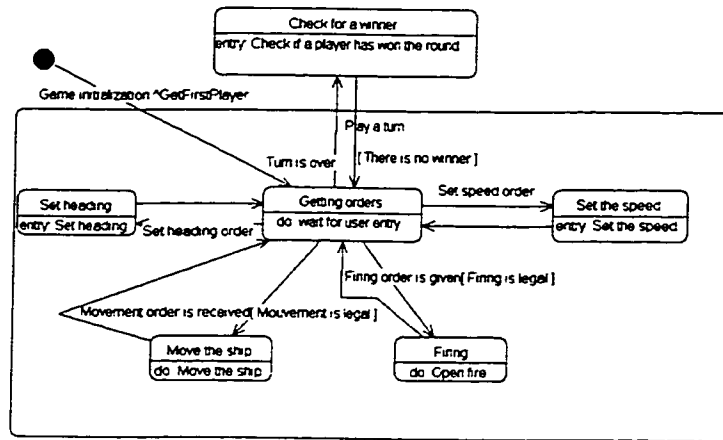 Check for a winner
entry: Check if a player has won the round
Game initialization ^GetFirstPlayer
Play a turn
Turn is over
[ There is no winner ]
Set heading
entry: Set heading
Set heading order
Getting orders
do: wait for user entry
Set speed order
Set the speed
entry: Set the speed
Firing order is given[ Firing is legal ]
Movement order is received[ Mouvement is legal ]
Move the ship
do: Move the ship
Firing
do: Open fire